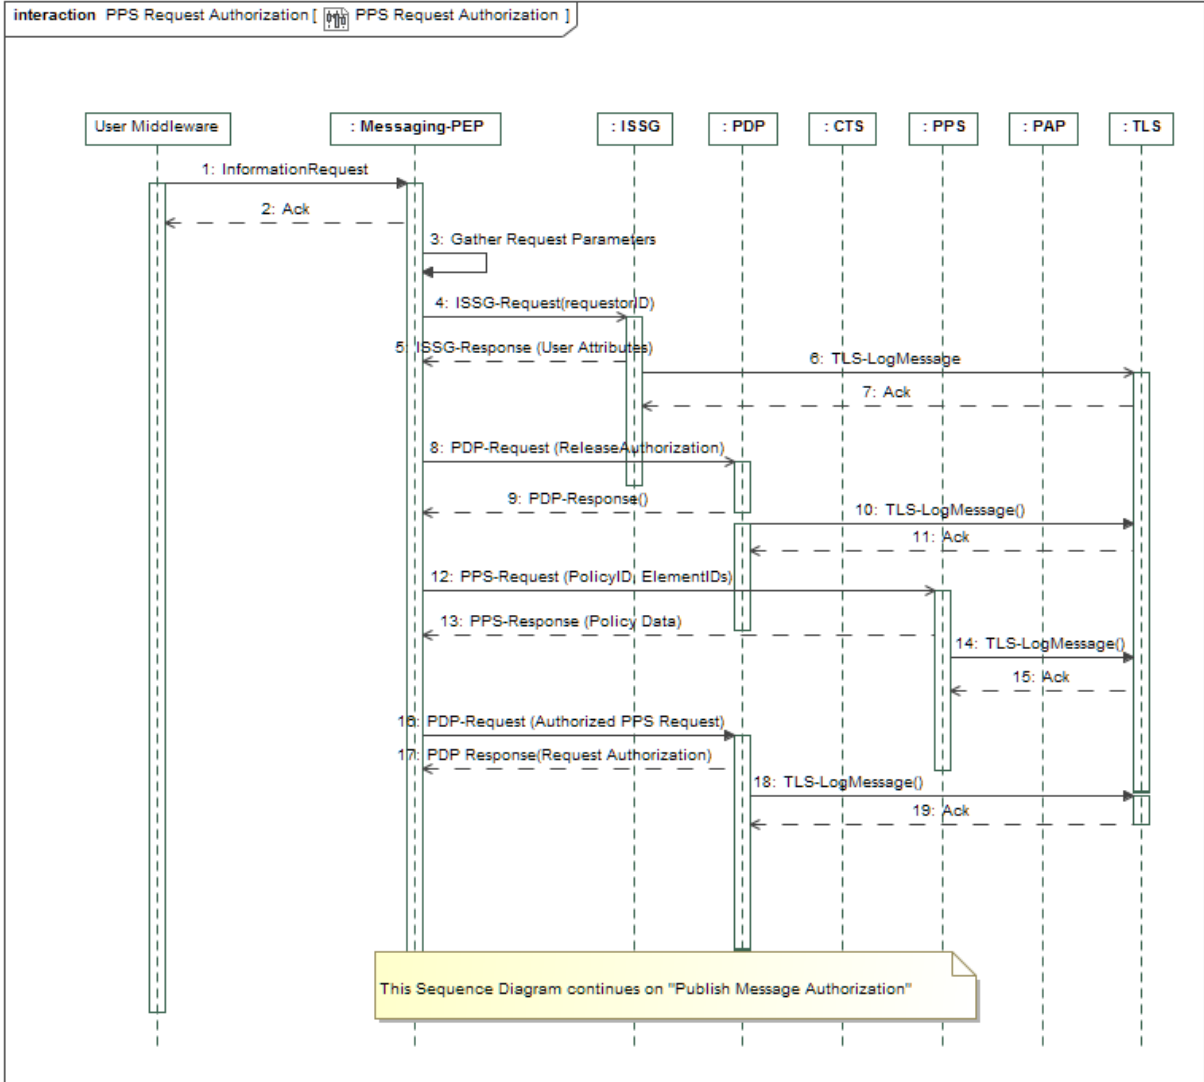 interaction PPS Request Authorization [ PPS Request Authorization ]
User Middleware
: Messaging-PEP
: ISSG
: PDP
: CTS
: PPS
: PAP
: TLS
1: InformationRequest
2: Ack
3: Gather Request Parameters
4: ISSG-Request(requestorID)
5: ISSG-Response (User Attributes)
6: TLS-LogMessage
7: Ack
8: PDP-Request (ReleaseAuthorization)
9: PDP-Response()
10: TLS-LogMessage()
11: Ack
12: PPS-Request (PolicyID, ElementIDs)
13: PPS-Response (Policy Data)
14: TLS-LogMessage()
15: Ack
16: PDP-Request (Authorized PPS Request)
17: PDP Response(Request Authorization)
18: TLS-LogMessage()
19: Ack
This Sequence Diagram continues on "Publish Message Authorization"